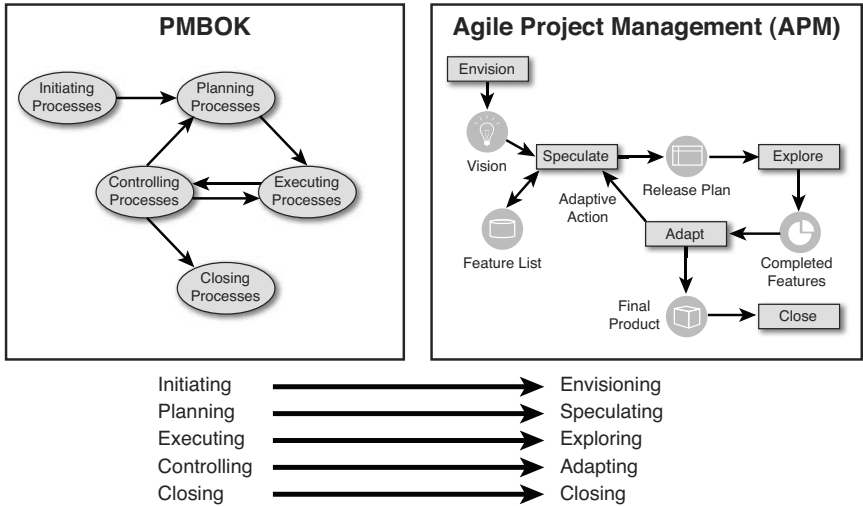 PMBOK
Initiating
Processes
Planning
Processes
Controlling
Processes
Executing
Processes
Closing
Processes
Agile Project Management (APM)
Envision
Vision
Speculate
Release Plan
Explore
Feature List
Adaptive
Action
Adapt
Completed
Features
Final
Product
Close
Initiating Envisioning
Planning Speculating
Executing Exploring
Controlling Adapting
Closing Closing